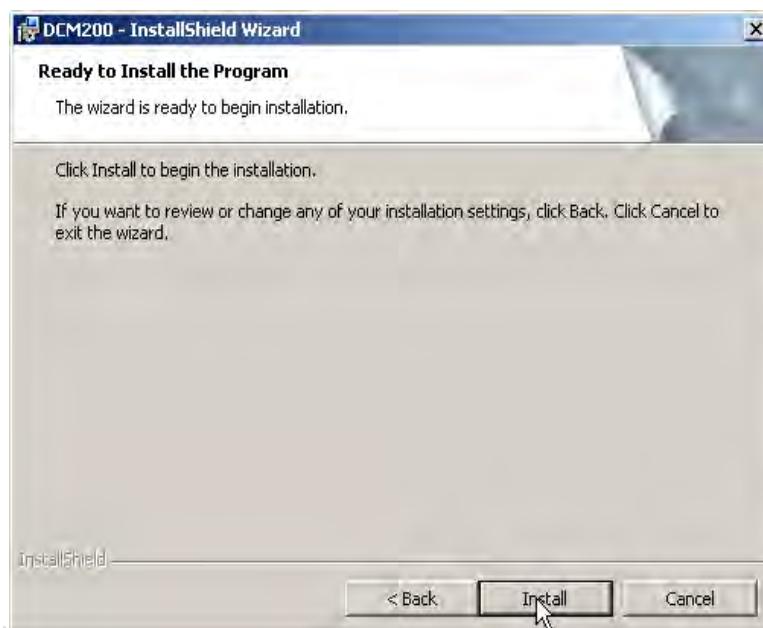 DCM200 - InstallShield Wizard
Ready to Install the Program
The wizard is ready to begin installation.
Click Install to begin the installation.
If you want to review or change any of your installation settings, click Back. Click Cancel to
exit the wizard.
InstallShield
< Back
Install
Cancel